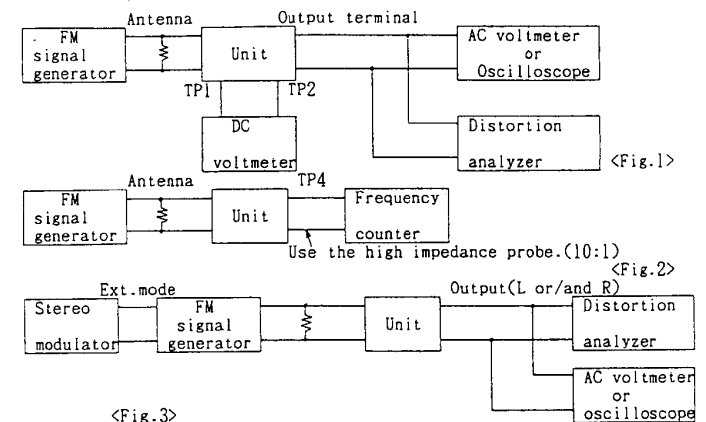 Antenna
Output terminal
FM
signal
generator
Unit
AC voltmeter
or
Oscilloscope
TP1
TP2
DC
voltmeter
Distortion
analyzer
<Fig.1>
Antenna
TP4
FM
signal
generator
Unit
Frequency
counter
Use the high impedance probe.(10:1)
<Fig.2>
Ext.mode
Output(L or/and R)
Stereo
modulator
FM
signal
generator
Unit
Distortion
analyzer
AC voltmeter
or
oscilloscope
<Fig.3>